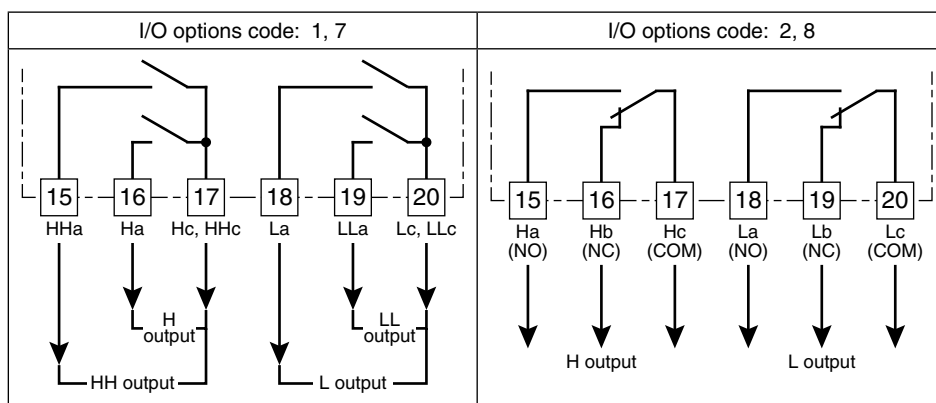 I/O options code: 1, 7
15 16 17 18 19 20
HHa Ha Hc, HHc La LLa Lc, LLc
H output
LL output
HH output
L output
I/O options code: 2, 8
15 16 17 18 19 20
Ha (NO) Hb (NC) Hc (COM) La (NO) Lb (NC) Lc (COM)
H output
L output